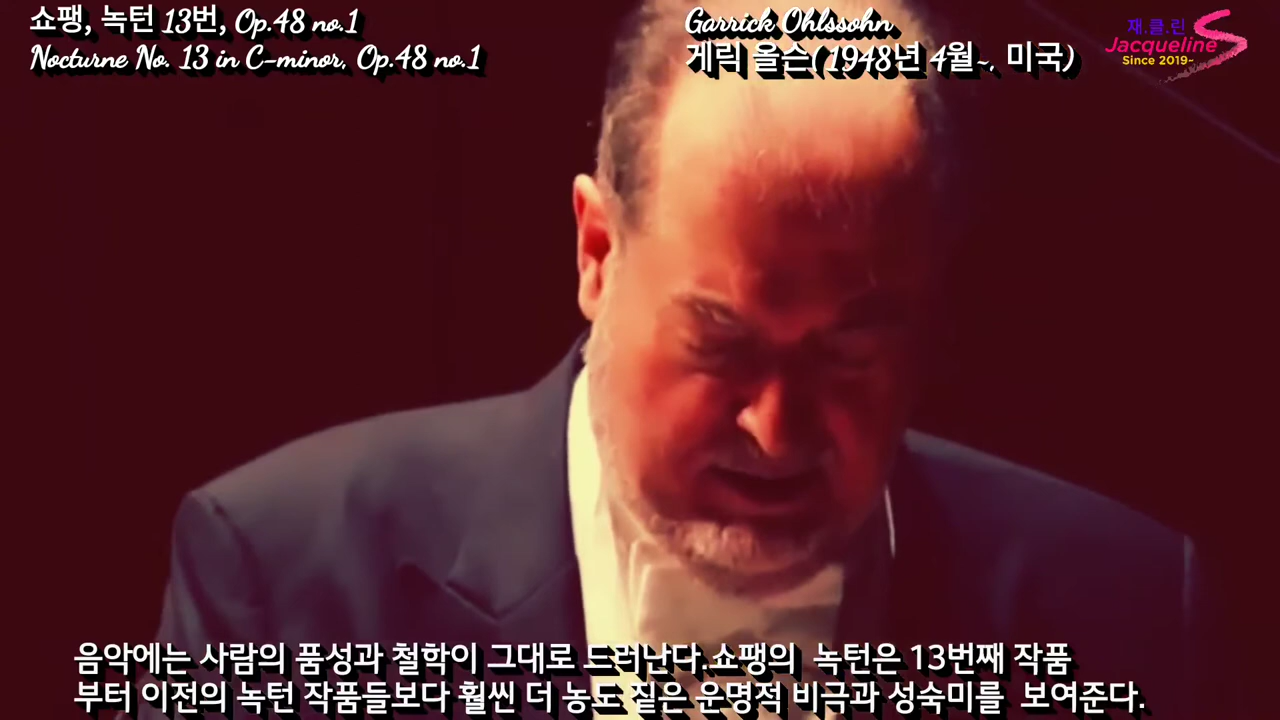 쇼팽, 녹턴 13번, Op.48 no.1
Nocturne No. 13 in C-minor, Op.48 no.1
Garrick Ohlssohn
게릭 올슨(1948년 4월~, 미국)
재.클.린
Jacqueline S
Since 2019~
음악에는 사람의 품성과 철학이 그대로 드러난다.쇼팽의 녹턴은 13번째 작품
부터 이전의 녹턴 작품들보다 훨씬 더 농도 짙은 운명적 비극과 성숙미를 보여준다.